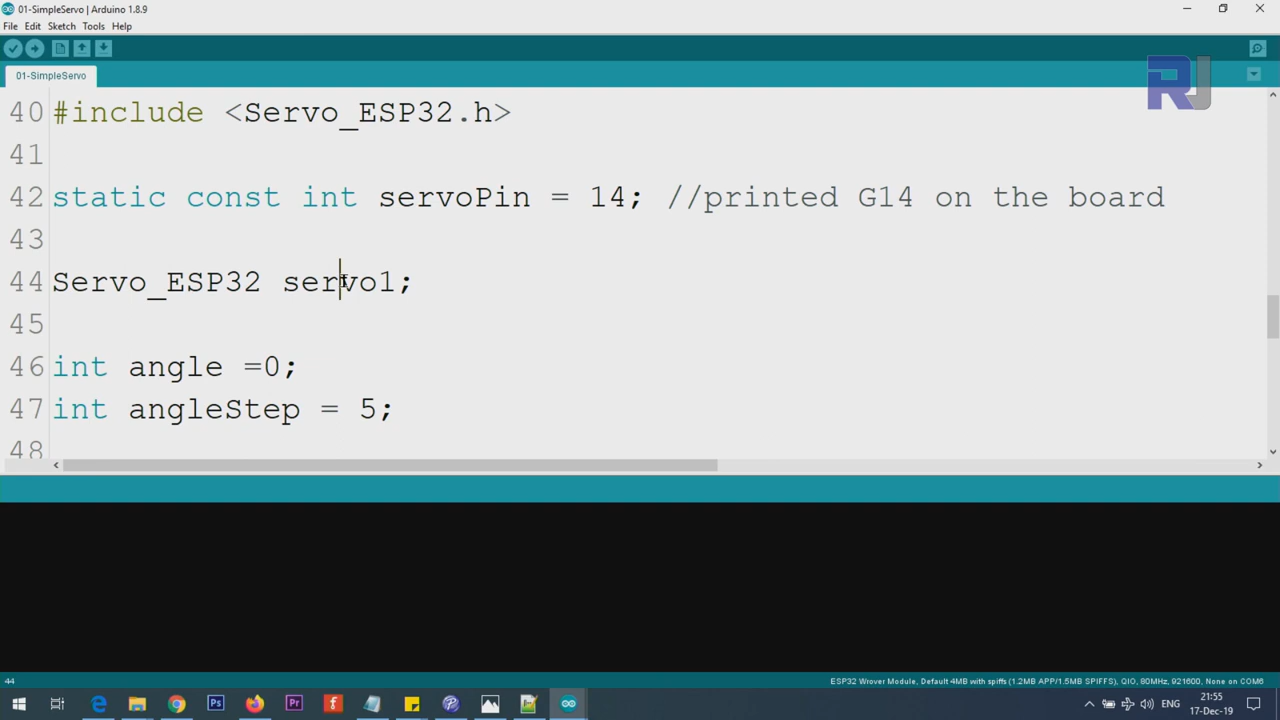 01-SimpleServo | Arduino 1.8.9
File Edit Sketch Tools Help
01-SimpleServo
RJ
40 #include <Servo_ESP32.h>
41
42 static const int servoPin = 14; //printed G14 on the board
43
44 Servo_ESP32 servo1;
45
46 int angle =0;
47 int angleStep = 5;
48
44
ESP32 Wrover Module, Default 4MB with spiffs (1.2MB APP/1.5MB SPIFFS), QIO, 80MHz, 921600, None on COM6
Ps
Pr
ENG
21:55
17-Dec-19